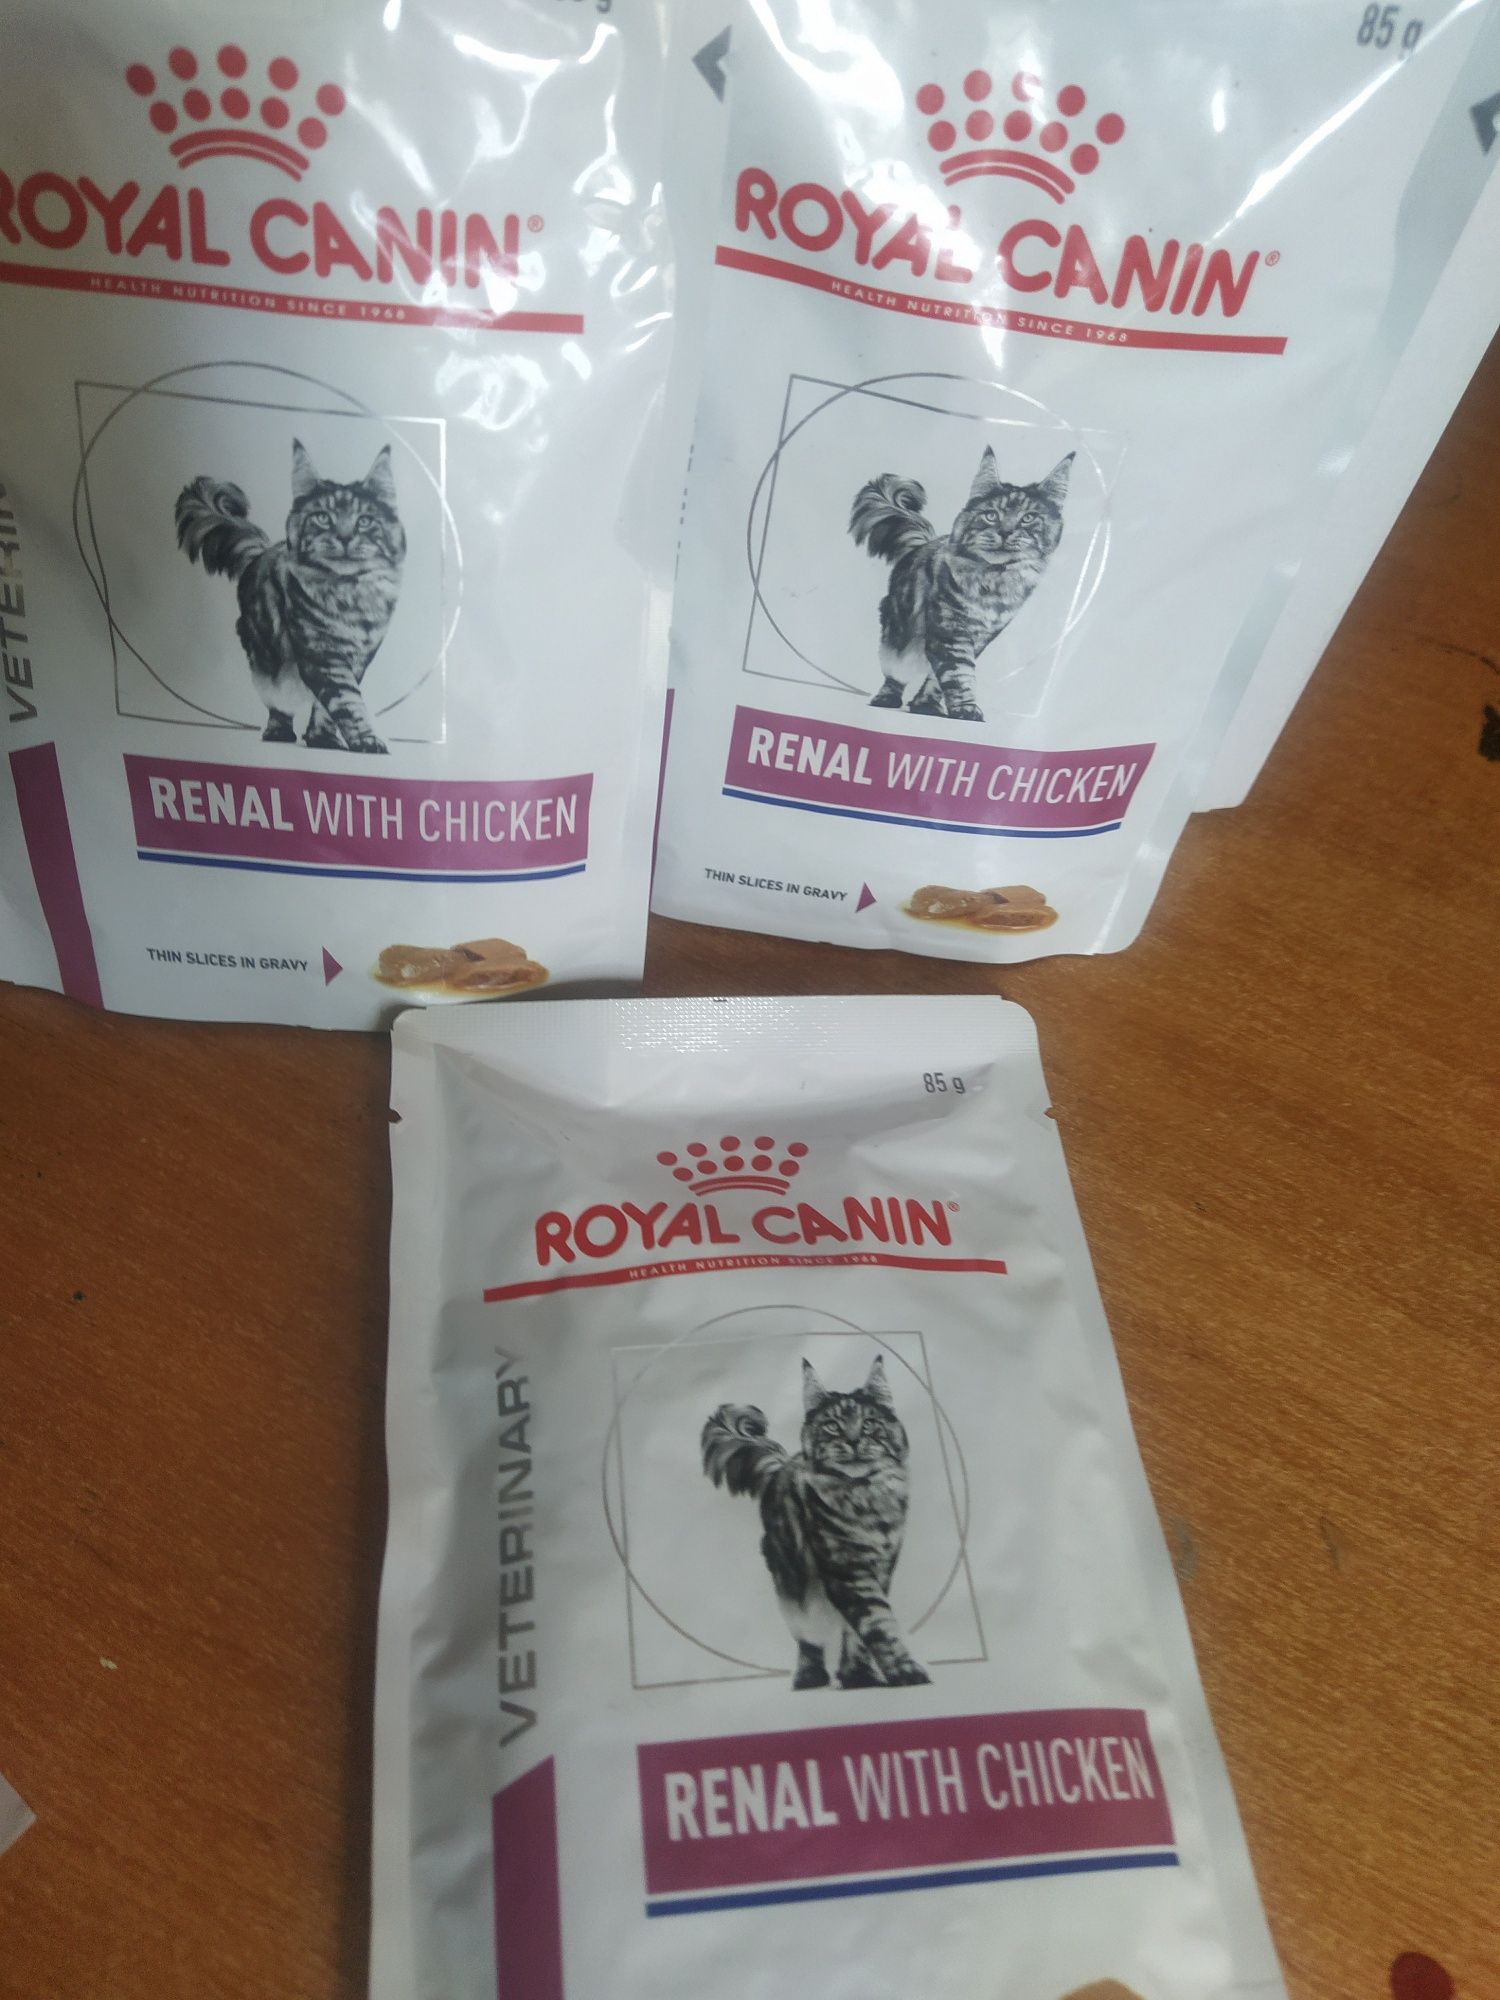 ROYAL CANIN®
HEALTH NUTRITION SINCE 1968
VETERIN
RENAL WITH CHICKEN
THIN SLICES IN GRAVY
85 g
ROYAL CANIN®
HEALTH NUTRITION SINCE 1968
RENAL WITH CHICKEN
THIN SLICES IN GRAVY
85 g
ROYAL CANIN®
HEALTH NUTRITION SINCE 1968
VETERINARY
RENAL WITH CHICKEN